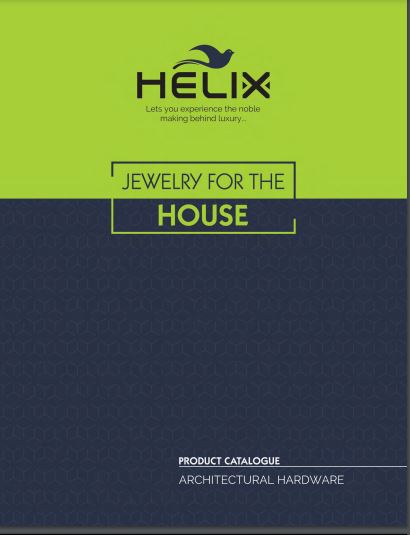 HELIX
Lets you experience the noble
making behind luxury...
JEWELRY FOR THE
HOUSE
PRODUCT CATALOGUE
ARCHITECTURAL HARDWARE